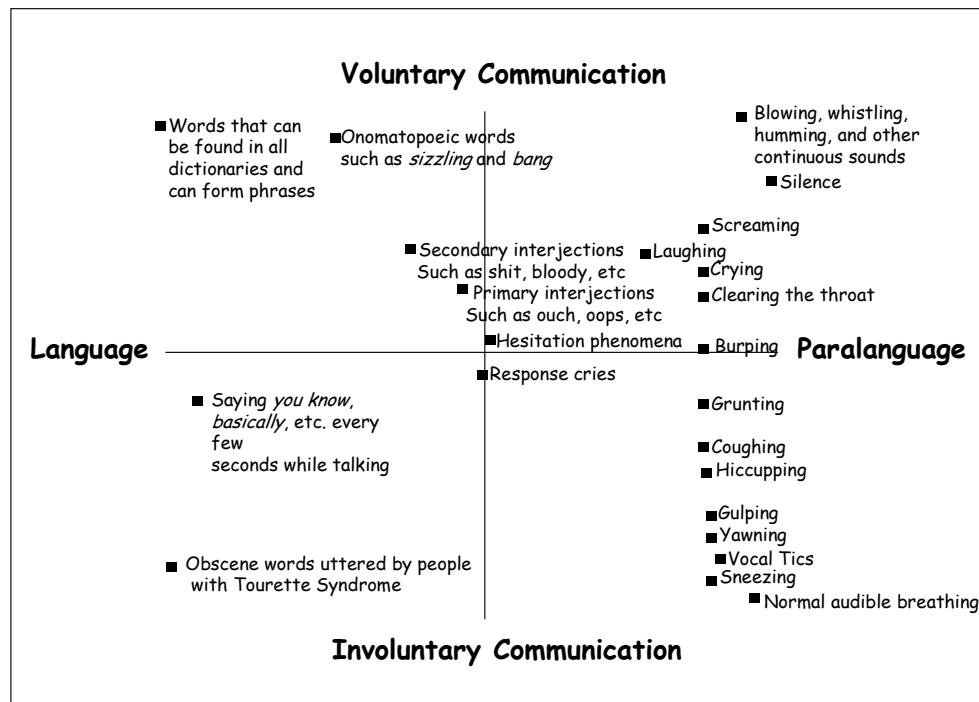 Voluntary Communication
Words that can
be found in all
dictionaries and
can form phrases
Onomatopoeic words
such as sizzling and bang
Blowing, whistling,
humming, and other
continuous sounds
Silence
Screaming
Secondary interjections
Such as shit, bloody, etc
Laughing
Crying
Primary interjections
Such as ouch, oops, etc
Clearing the throat
Hesitation phenomena
Language
Burping
Paralanguage
Response cries
Saying you know,
basically, etc. every
few
seconds while talking
Grunting
Coughing
Hiccupping
Gulping
Yawning
Vocal Tics
Obscene words uttered by people
with Tourette Syndrome
Sneezing
Normal audible breathing
Involuntary Communication